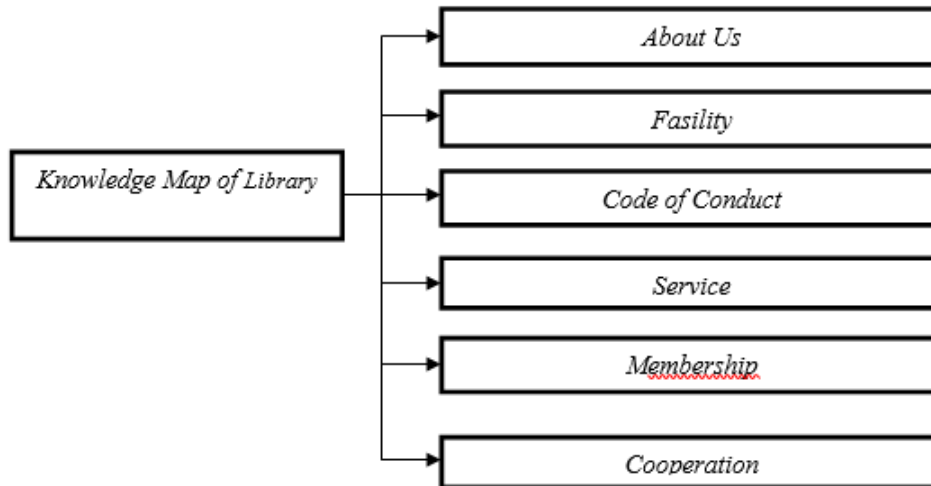 About Us
Fasility
Knowledge Map of Library
Code of Conduct
Service
Membership
Cooperation